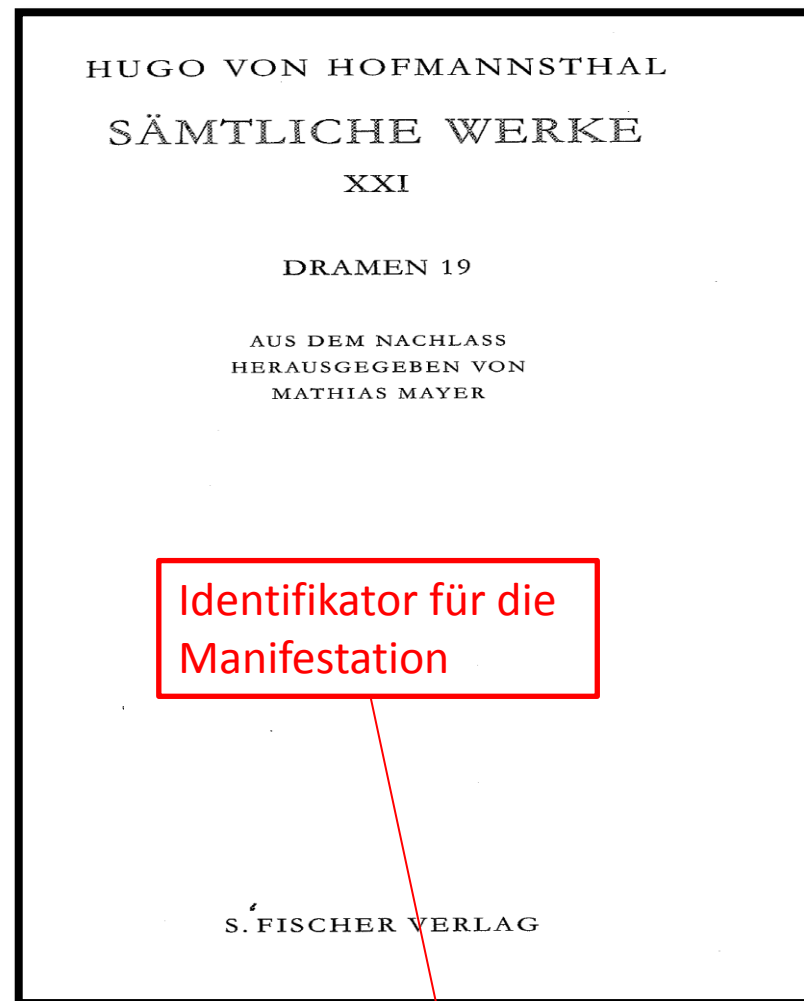 HUGO VON HOFMANNSTHAL
SÄMTLICHE WERKE
XXI
DRAMEN 19
AUS DEM NACHLASS
HERAUSGEGEBEN VON
MATHIAS MAYER
Identifikator für die
Manifestation
S. FISCHER VERLAG